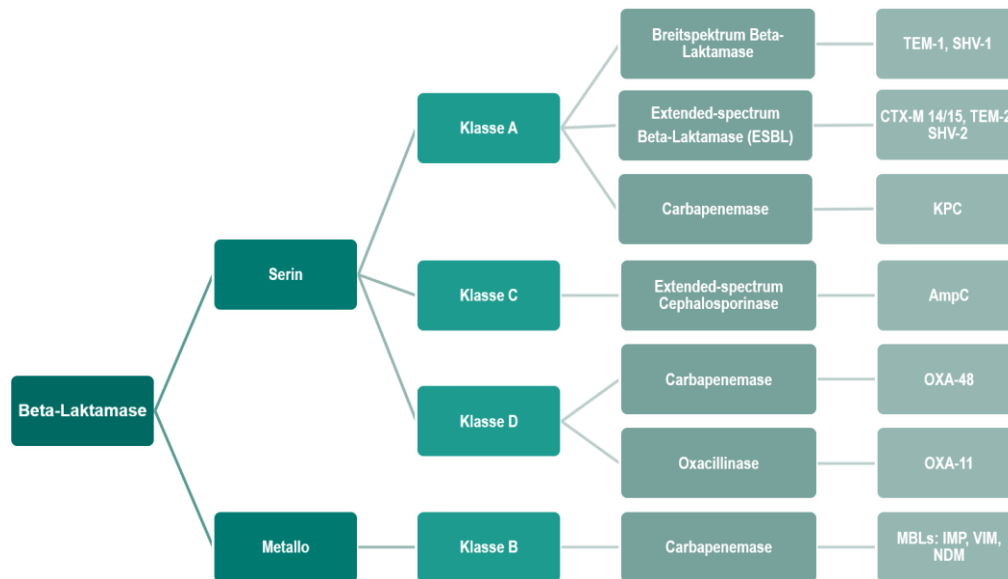 Beta-Laktamase
Serin
Metallo
Klasse A
Klasse C
Klasse D
Klasse B
Breitspektrum Beta-
Laktamase
Extended-spectrum
Beta-Laktamase (ESBL)
Carbapenemase
Extended-spectrum
Cephalosporinase
Carbapenemase
Oxacillinase
Carbapenemase
TEM-1, SHV-1
CTX-M 14/15, TEM-2
SHV-2
KPC
AmpC
OXA-48
OXA-11
MBLs: IMP, VIM,
NDM